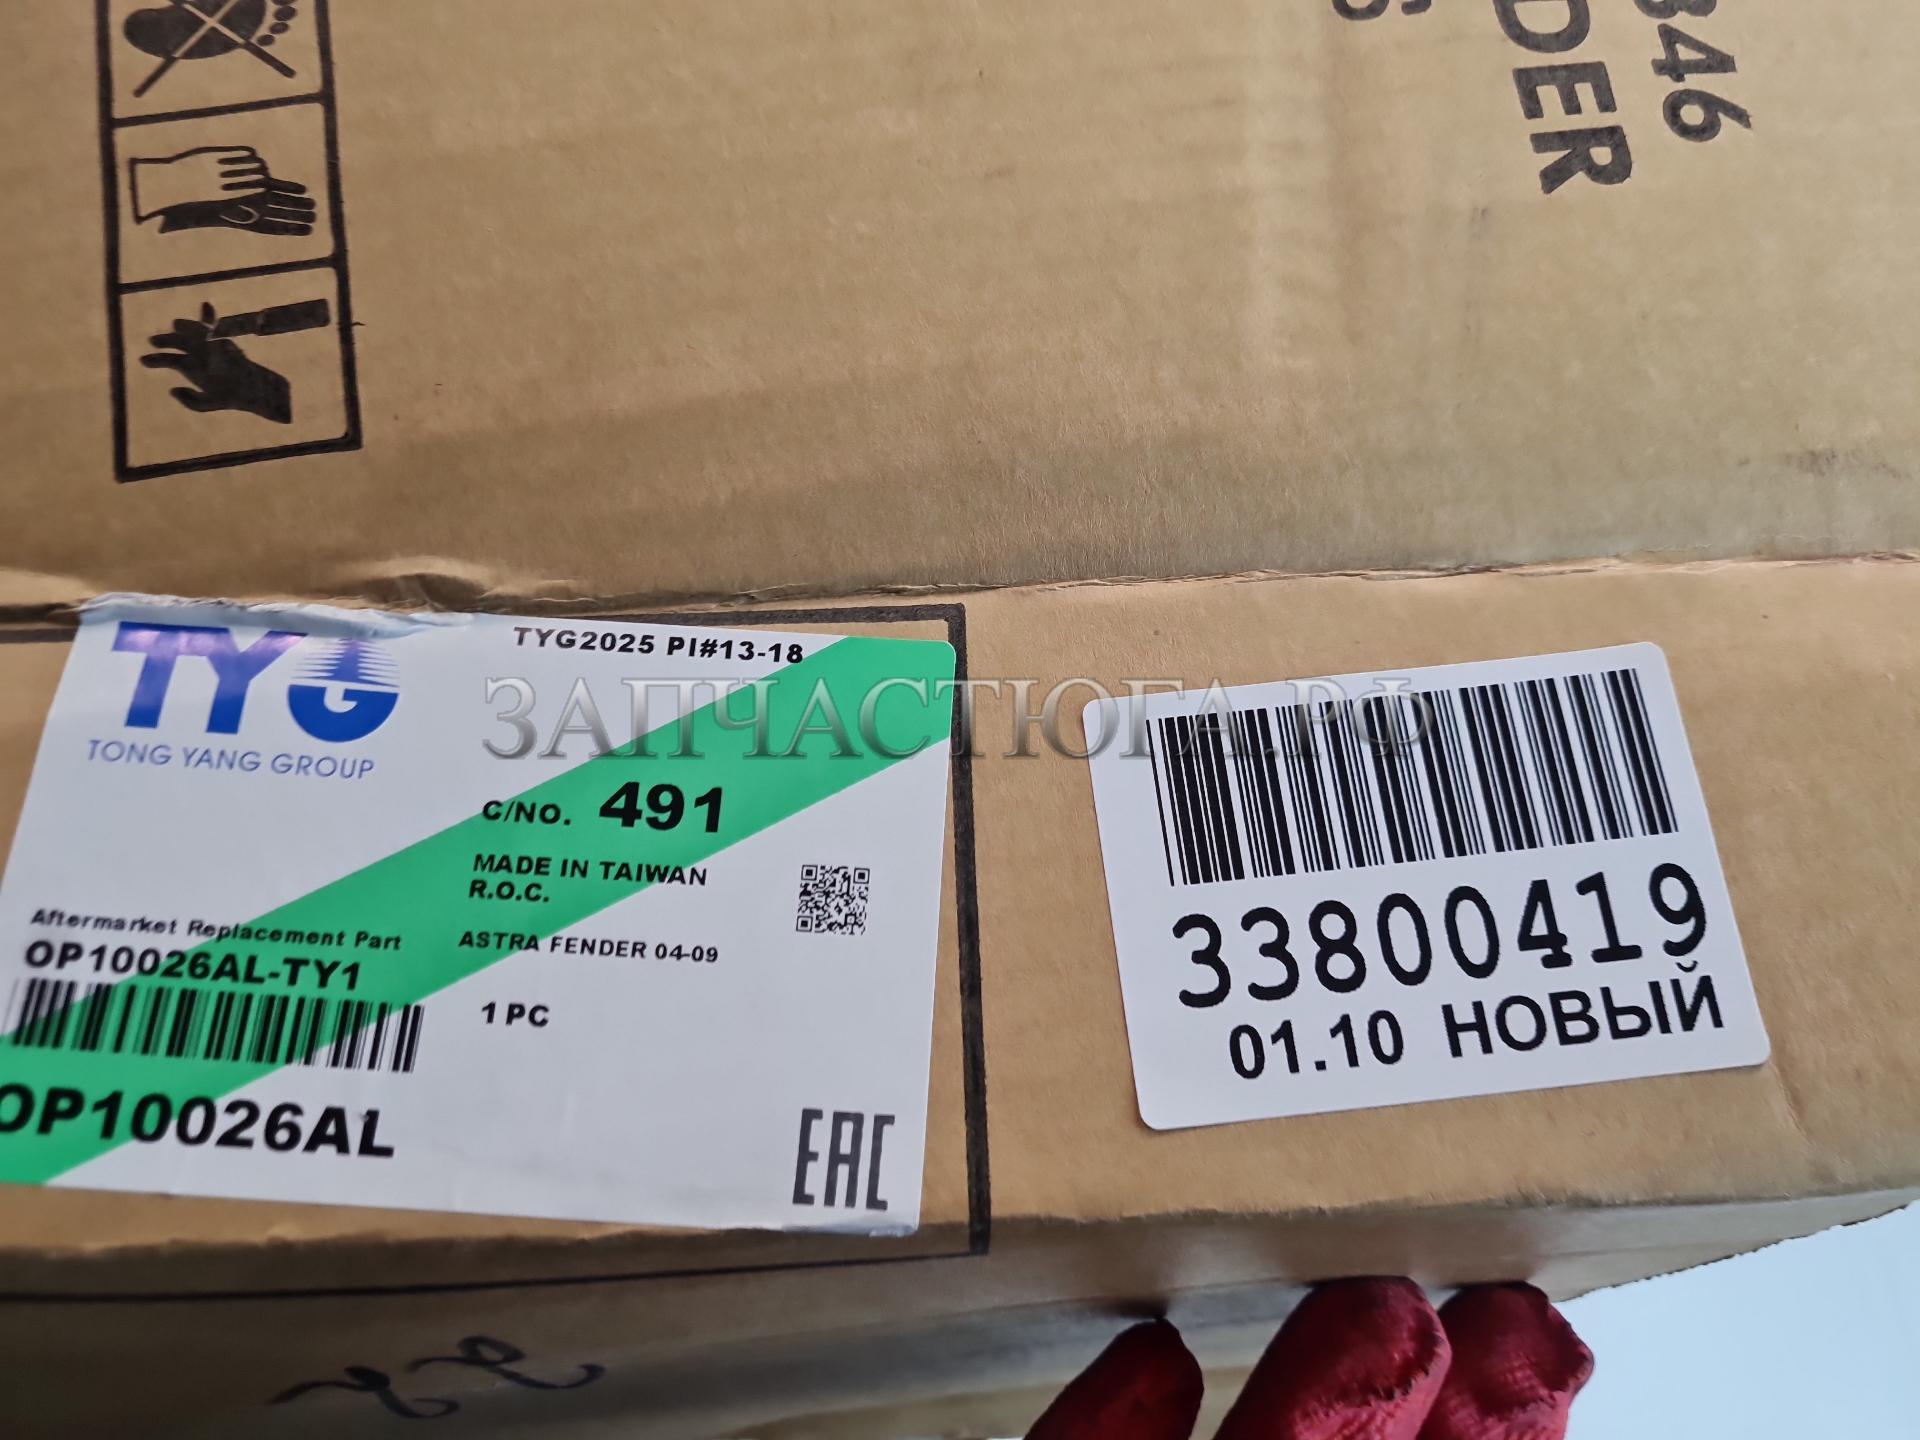 346
DER
TYG
TONG YANG GROUP
TYG2025 PI#13-18
C/NO. 491
MADE IN TAIWAN
R.O.C.
Aftermarket Replacement Part
OP10026AL-TY1
ASTRA FENDER 04-09
1 PC
OP10026AL
EAC
ЗАПЧАСТЮГА.РФ
33800419
01.10 НОВЫЙ